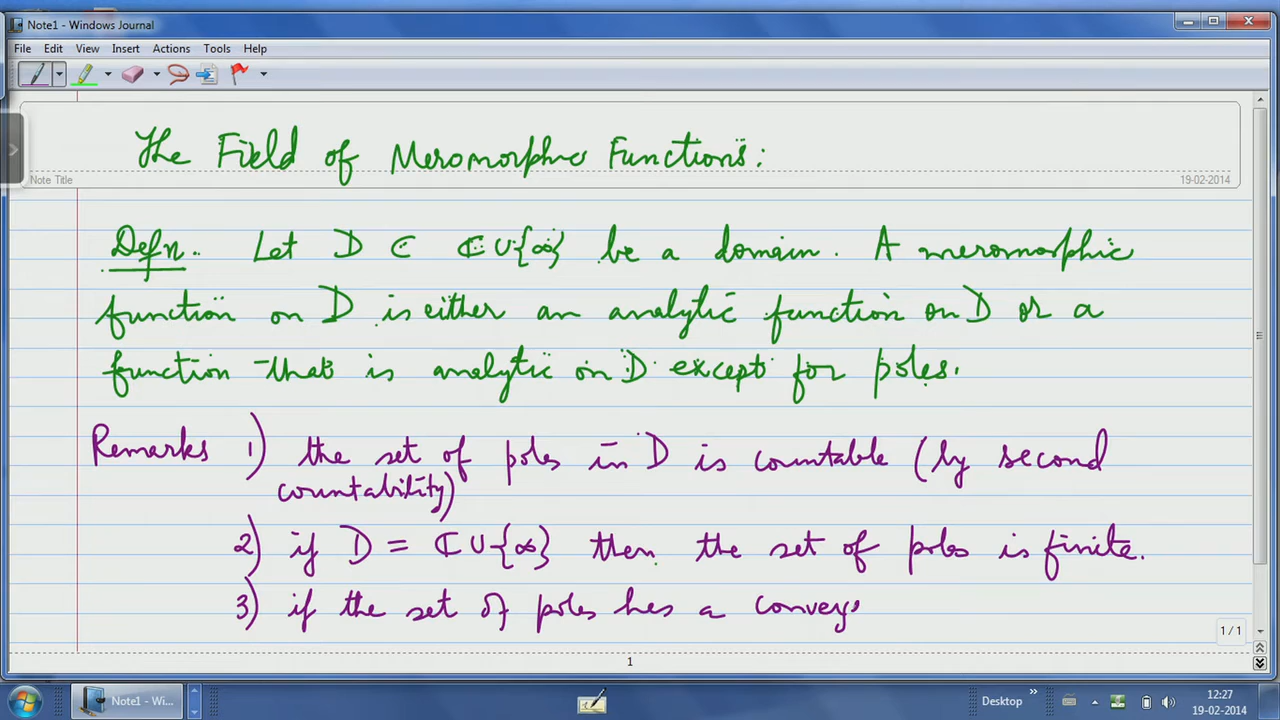 Note1 - Windows Journal
File Edit View Insert Actions Tools Help
The Field of Meromorphic Functions:
Note Title
19-02-2014
Defn. Let D ⊂ ℂ∪{∞} be a domain. A meromorphic
function on D is either an analytic function on D or a
function that is analytic on D except for poles.
Remarks 1) the set of poles in D is countable (by second
countability)
2) if D = ℂ∪{∞} then the set of poles is finite.
3) if the set of poles has a converg
1 / 1
1
Note1 - Wi...
Desktop
12:27
19-02-2014